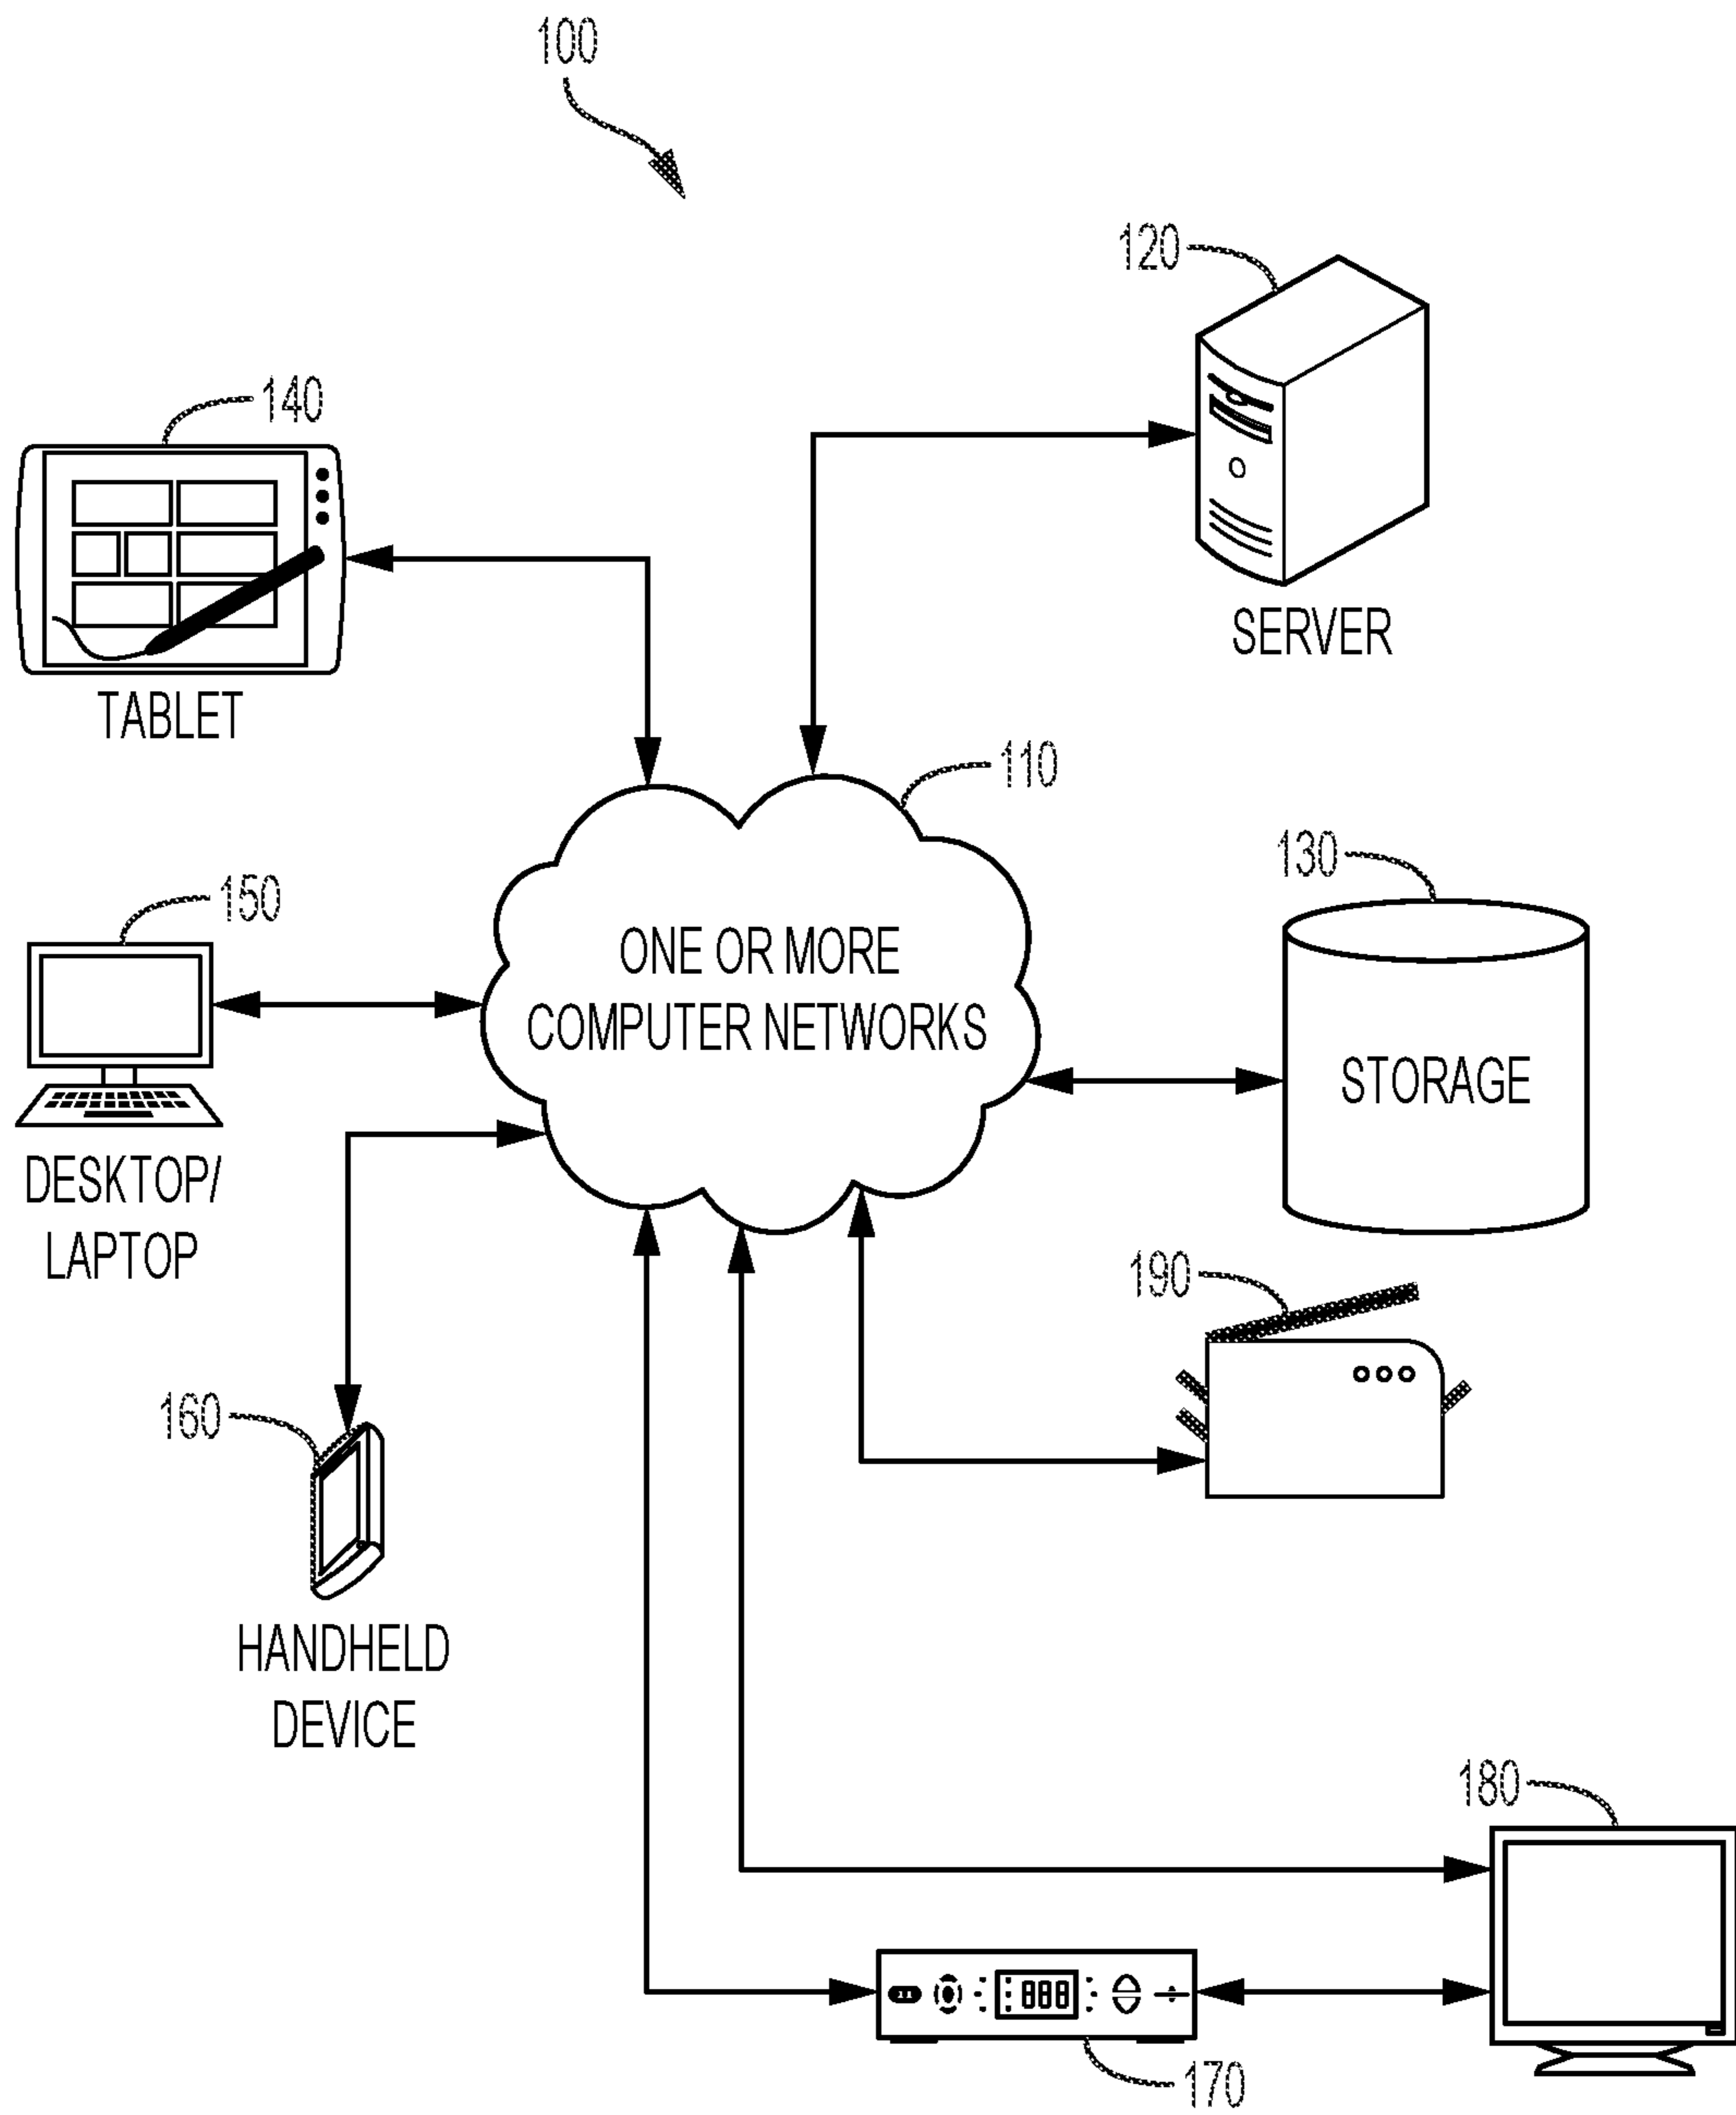 100
120
140
SERVER
TABLET
110
130
150
ONE OR MORE
COMPUTER NETWORKS
STORAGE
DESKTOP/
LAPTOP
190
160
HANDHELD
DEVICE
180
888
170